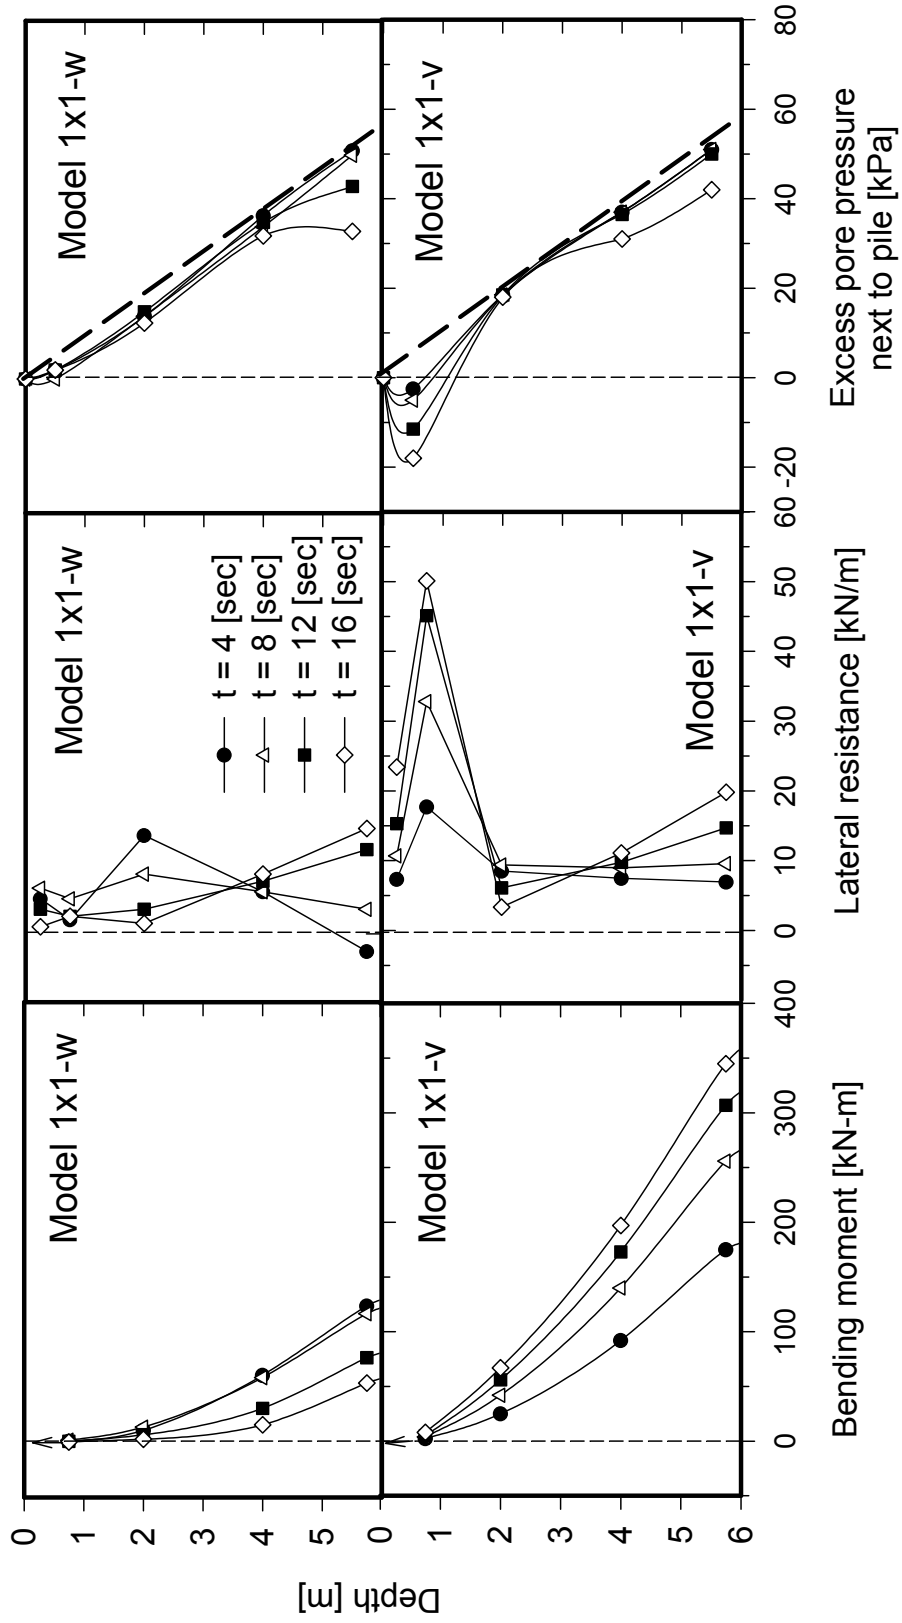 Depth [m]
0
1
2
3
4
5
0
1
2
3
4
5
6
Model 1x1-w
Model 1x1-w
t = 4 [sec]
t = 8 [sec]
t = 12 [sec]
t = 16 [sec]
Model 1x1-w
Model 1x1-v
Model 1x1-v
Model 1x1-v
0
100
200
300
400
Bending moment [kN-m]
0
10
20
30
40
50
60
Lateral resistance [kN/m]
-20
0
20
40
60
80
Excess pore pressure
next to pile [kPa]